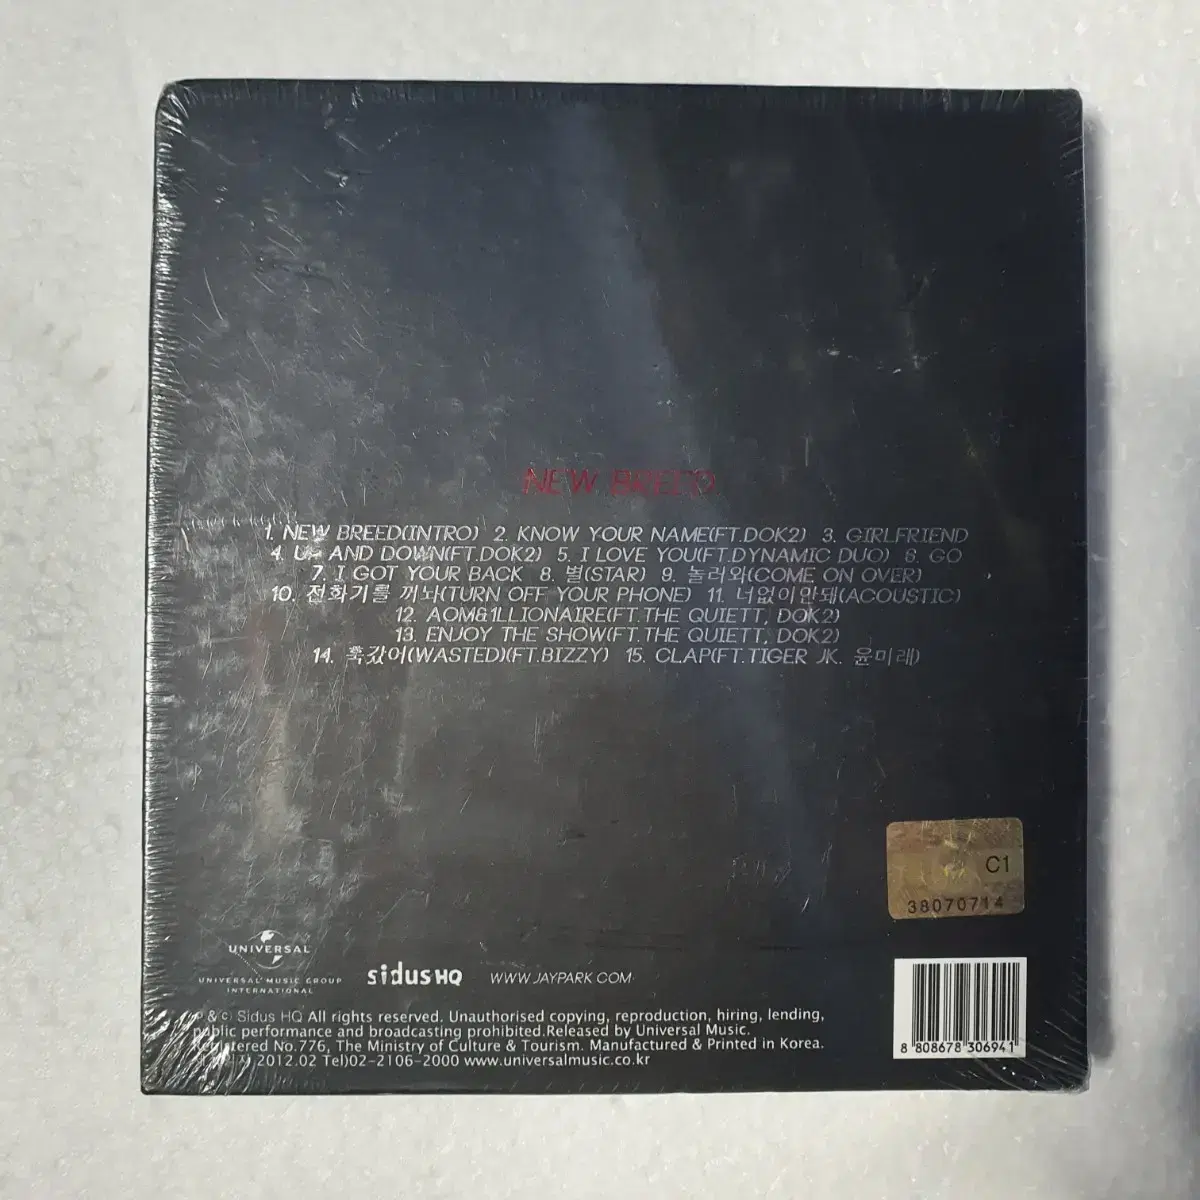 NEW BREED
1. NEW BREED(INTRO) 2. KNOW YOUR NAME(FT.DOK2) 3. GIRLFRIEND
4. UP AND DOWN(FT.DOK2) 5. I LOVE YOU(FT.DYNAMIC DUO) 6. GO
7. I GOT YOUR BACK 8. 별(STAR) 9. 놀러와(COME ON OVER)
10. 전화기를 꺼놔(TURN OFF YOUR PHONE) 11. 너없이안돼(ACOUSTIC)
12. AOM&1LLIONAIRE(FT.THE QUIETT, DOK2)
13. ENJOY THE SHOW(FT.THE QUIETT, DOK2)
14. 훅갔어(WASTED)(FT.BIZZY) 15. CLAP(FT.TIGER JK. 윤미래)
C1
38070714
UNIVERSAL
UNIVERSAL MUSIC GROUP
INTERNATIONAL
sidusHQ
WWW.JAYPARK.COM
℗ & © Sidus HQ All rights reserved. Unauthorised copying, reproduction, hiring, lending,
public performance and broadcasting prohibited.Released by Universal Music.
Registered No.776, The Ministry of Culture & Tourism. Manufactured & Printed in Korea.
2012.02 Tel)02-2106-2000 www.universalmusic.co.kr
8 808678 306941